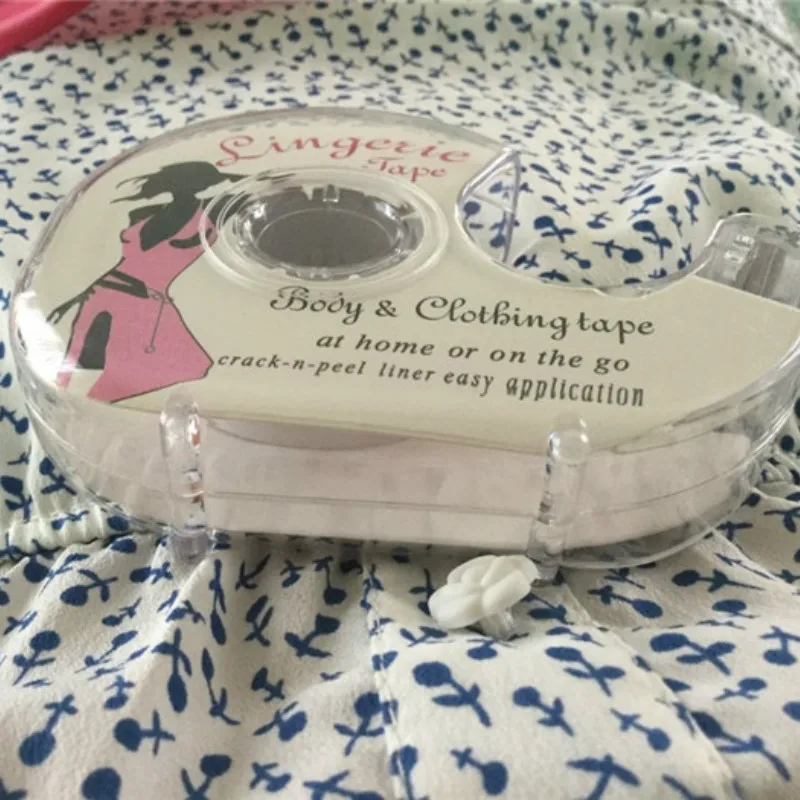 Lingerie
Tape
Body & Clothing tape
at home or on the go
crack-n-peel liner easy application